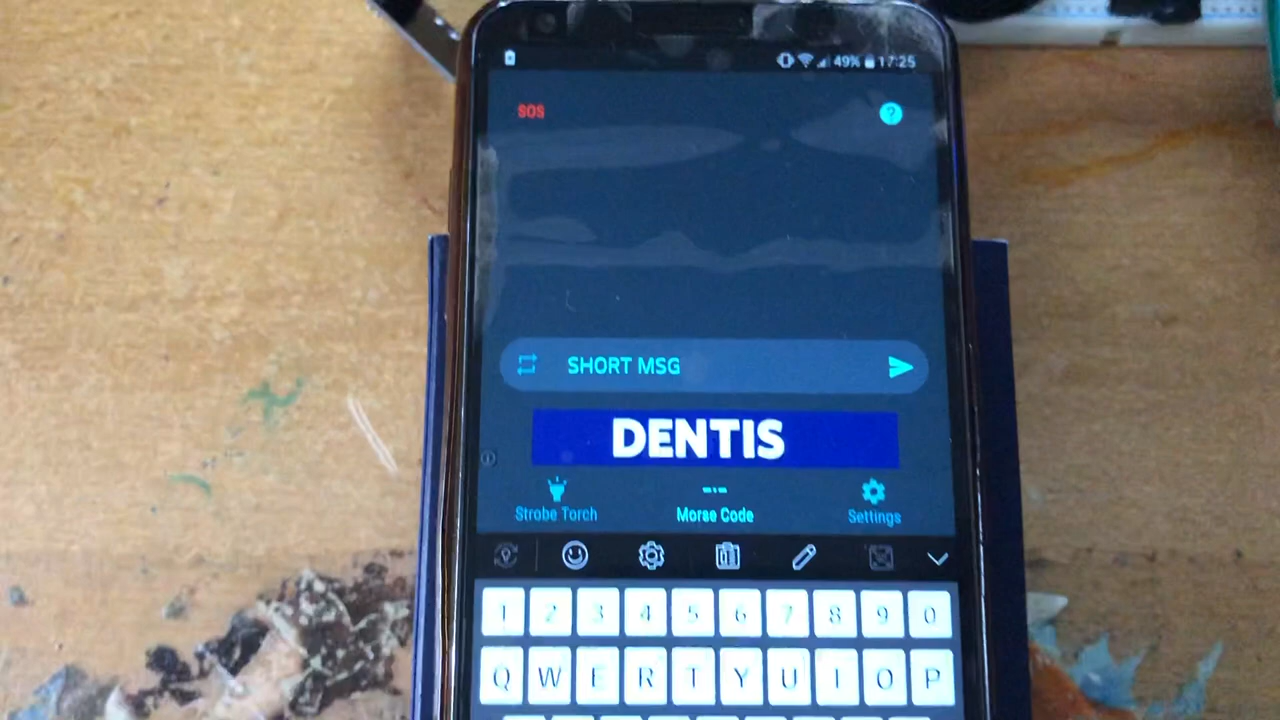 49% 17:25
SOS ?
SHORT MSG
DENTIS
Strobe Torch Morse Code Settings
1 2 3 4 5 6 7 8 9 0
Q W E R T Y U I O P